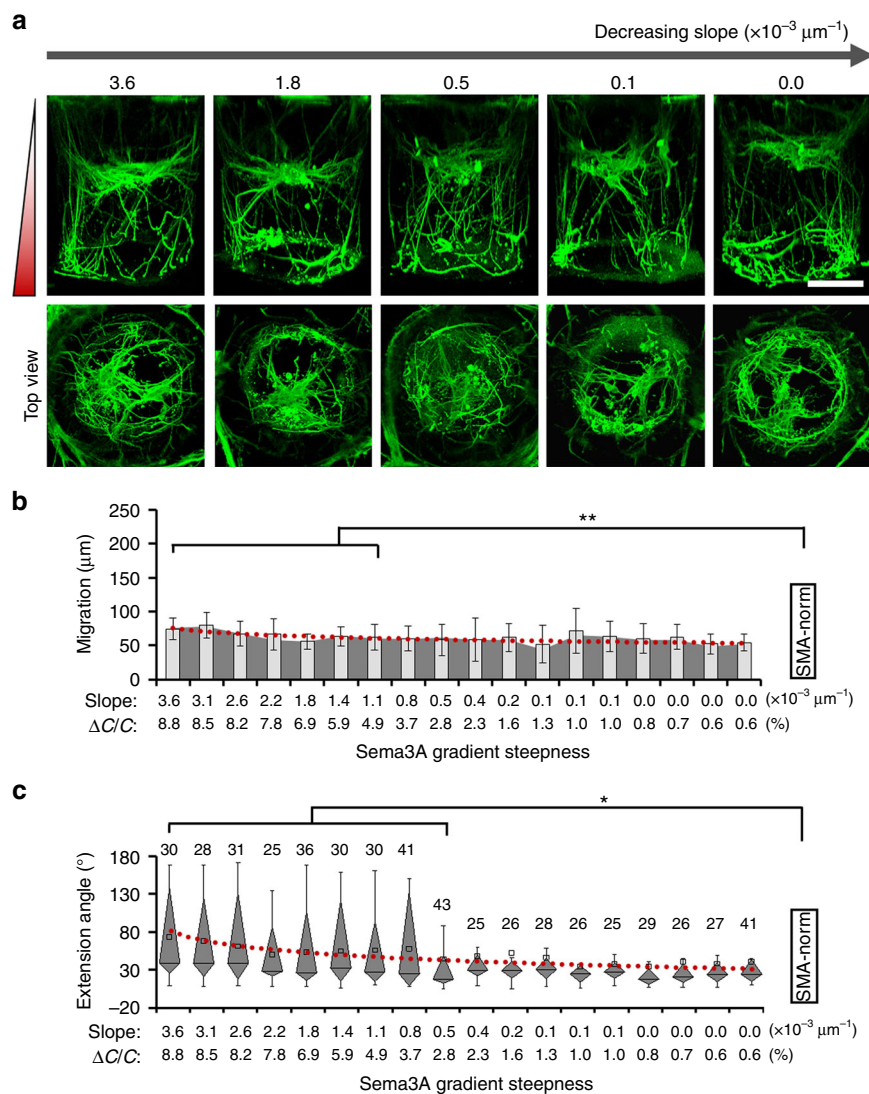 a
Decreasing slope (×10⁻³ μm⁻¹)
3.6 1.8 0.5 0.1 0.0
Top view
b
Migration (μm)
250
200
150
100
50
0
**
SMA-norm
Slope: 3.6 3.1 2.6 2.2 1.8 1.4 1.1 0.8 0.5 0.4 0.2 0.1 0.1 0.1 0.0 0.0 0.0 0.0 (×10⁻³ μm⁻¹)
ΔC/C: 8.8 8.5 8.2 7.8 6.9 5.9 4.9 3.7 2.8 2.3 1.6 1.3 1.0 1.0 0.8 0.7 0.6 0.6 (%)
Sema3A gradient steepness
c
*
Extension angle (°)
180
130
80
30
−20
30 28 31 25 36 30 30 41 43 25 26 28 26 25 29 26 27 41
SMA-norm
Slope: 3.6 3.1 2.6 2.2 1.8 1.4 1.1 0.8 0.5 0.4 0.2 0.1 0.1 0.1 0.0 0.0 0.0 0.0 (×10⁻³ μm⁻¹)
ΔC/C: 8.8 8.5 8.2 7.8 6.9 5.9 4.9 3.7 2.8 2.3 1.6 1.3 1.0 1.0 0.8 0.7 0.6 0.6 (%)
Sema3A gradient steepness